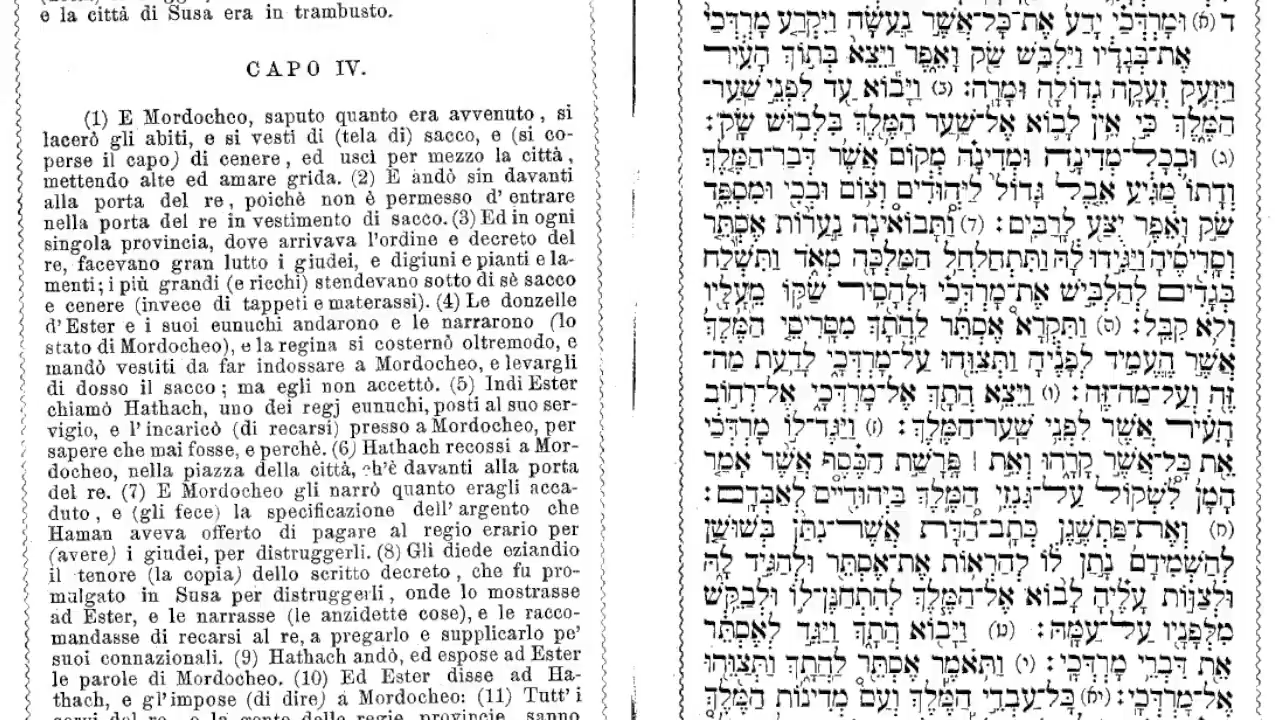 e la città di Susa era in trambusto.
CAPO IV.
(1) E Mordocheo, saputo quanto era avvenuto, si
lacerò gli abiti, e si vestì di (tela di) sacco, e (si co-
perse il capo) di cenere, ed uscì per mezzo la città,
mettendo alte ed amare grida. (2) E andò sin davanti
alla porta del re, poichè non è permesso d'entrare
nella porta del re in vestimento di sacco. (3) Ed in ogni
singola provincia, dove arrivava l'ordine e decreto del
re, facevano gran lutto i giudei, e digiuni e pianti e la-
menti; i più grandi (e ricchi) stendevano sotto di sè sacco
e cenere (invece di tappeti e materassi). (4) Le donzelle
d'Ester e i suoi eunuchi andarono e le narrarono (lo
stato di Mordocheo), e la regina si costernò oltremodo, e
mandò vestiti da far indossare a Mordocheo, e levargli
di dosso il sacco; ma egli non accettò. (5) Indi Ester
chiamò Hathach, uno dei regj eunuchi, posti al suo ser-
vigio, e l'incaricò (di recarsi) presso a Mordocheo, per
sapere che mai fosse, e perchè. (6) Hathach recossi a Mor-
docheo, nella piazza della città, ch'è davanti alla porta
del re. (7) E Mordocheo gli narrò quanto eragli acca-
duto, e (gli fece) la specificazione dell'argento che
Haman aveva offerto di pagare al regio erario per
(avere) i giudei, per distruggerli. (8) Gli diede eziandio
il tenore (la copia) dello scritto decreto, che fu pro-
mulgato in Susa per distruggerli, onde lo mostrasse
ad Ester, e le narrasse (le anzidette cose), e le racco-
mandasse di recarsi al re, a pregarlo e supplicarlo pe'
suoi connazionali. (9) Hathach andò, ed espose ad Ester
le parole di Mordocheo. (10) Ed Ester disse ad Ha-
thach, e gl'impose (di dire) a Mordocheo: (11) Tutt'i
servi del re, e la gente delle regie provincie, sanno
ד (א) וּמָרְדֳּכַי יָדַע אֶת־כָּל־אֲשֶׁר נַעֲשָׂה וַיִּקְרַע מָרְדֳּכַי
אֶת־בְּגָדָיו וַיִּלְבַּשׁ שַׂק וָאֵפֶר וַיֵּצֵא בְּתוֹךְ הָעִיר
וַיִּזְעַק זְעָקָה גְדוֹלָה וּמָרָה׃ (ב) וַיָּבוֹא עַד לִפְנֵי שַׁעַר־
הַמֶּלֶךְ כִּי אֵין לָבוֹא אֶל־שַׁעַר הַמֶּלֶךְ בִּלְבוּשׁ שָׂק׃
(ג) וּבְכָל־מְדִינָה וּמְדִינָה מְקוֹם אֲשֶׁר דְּבַר־הַמֶּלֶךְ
וְדָתוֹ מַגִּיעַ אֵבֶל גָּדוֹל לַיְּהוּדִים וְצוֹם וּבְכִי וּמִסְפֵּד
שַׂק וָאֵפֶר יֻצַּע לָרַבִּים׃ (ד) וַתָּבוֹאינָה נַעֲרוֹת אֶסְתֵּר
וְסָרִיסֶיהָ וַיַּגִּידוּ לָהּ וַתִּתְחַלְחַל הַמַּלְכָּה מְאֹד וַתִּשְׁלַח
בְּגָדִים לְהַלְבִּישׁ אֶת־מָרְדֳּכַי וּלְהָסִיר שַׂקּוֹ מֵעָלָיו
וְלֹא קִבֵּל׃ (ה) וַתִּקְרָא אֶסְתֵּר לַהֲתָךְ מִסָּרִיסֵי הַמֶּלֶךְ
אֲשֶׁר הֶעֱמִיד לְפָנֶיהָ וַתְּצַוֵּהוּ עַל־מָרְדֳּכָי לָדַעַת מַה־
זֶּה וְעַל־מַה־זֶּה׃ (ו) וַיֵּצֵא הֲתָךְ אֶל־מָרְדֳּכָי אֶל־רְחוֹב
הָעִיר אֲשֶׁר לִפְנֵי שַׁעַר־הַמֶּלֶךְ׃ (ז) וַיַּגֶּד־לוֹ מָרְדֳּכַי
אֵת כָּל־אֲשֶׁר קָרָהוּ וְאֵת ׀ פָּרָשַׁת הַכֶּסֶף אֲשֶׁר אָמַר
הָמָן לִשְׁקוֹל עַל־גִּנְזֵי הַמֶּלֶךְ בַּיְּהוּדִיים לְאַבְּדָם׃
(ח) וְאֶת־פַּתְשֶׁגֶן כְּתָב־הַדָּת אֲשֶׁר־נִתַּן בְּשׁוּשָׁן
לְהַשְׁמִידָם נָתַן לוֹ לְהַרְאוֹת אֶת־אֶסְתֵּר וּלְהַגִּיד לָהּ
וּלְצַוּוֹת עָלֶיהָ לָבוֹא אֶל־הַמֶּלֶךְ לְהִתְחַנֶּן־לוֹ וּלְבַקֵּשׁ
מִלְּפָנָיו עַל־עַמָּהּ׃ (ט) וַיָּבוֹא הֲתָךְ וַיַּגֵּד לְאֶסְתֵּר
אֵת דִּבְרֵי מָרְדֳּכָי׃ (י) וַתֹּאמֶר אֶסְתֵּר לַהֲתָךְ וַתְּצַוֵּהוּ
אֶל־מָרְדֳּכָי׃ (יא) כָּל־עַבְדֵי הַמֶּלֶךְ וְעַם מְדִינוֹת הַמֶּלֶךְ